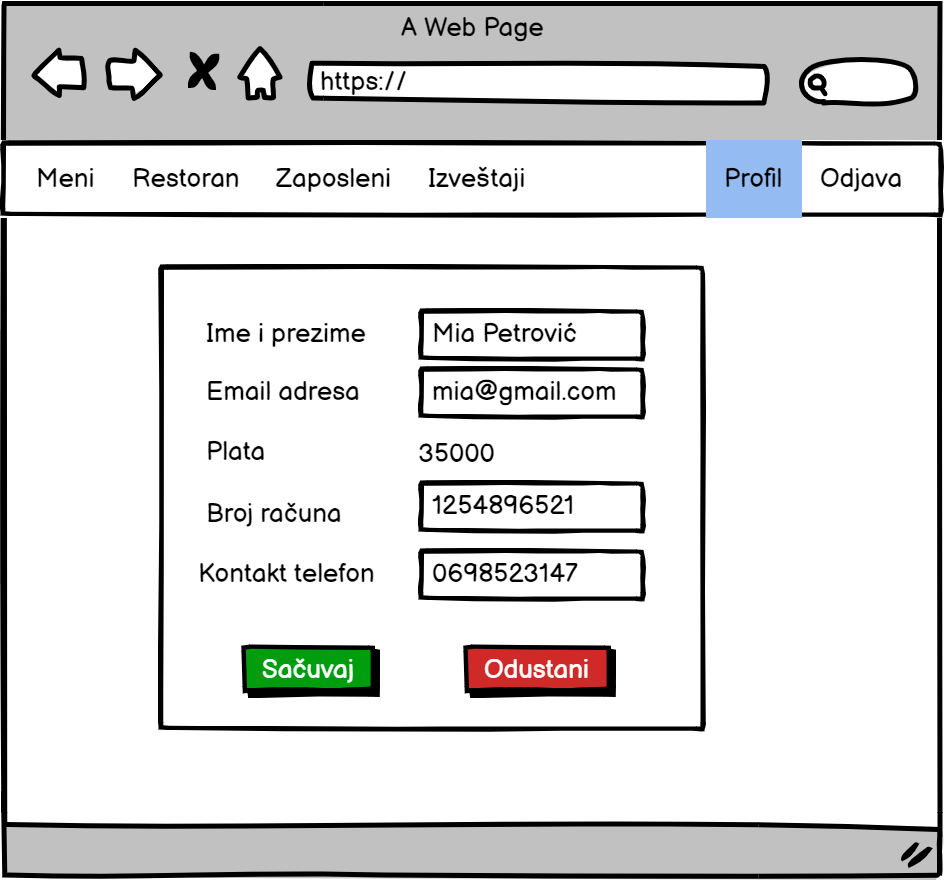 A Web Page
https://
Meni Restoran Zaposleni Izveštaji Profil Odjava
Ime i prezime Mia Petrović
Email adresa mia@gmail.com
Plata 35000
Broj računa 1254896521
Kontakt telefon 0698523147
Sačuvaj Odustani